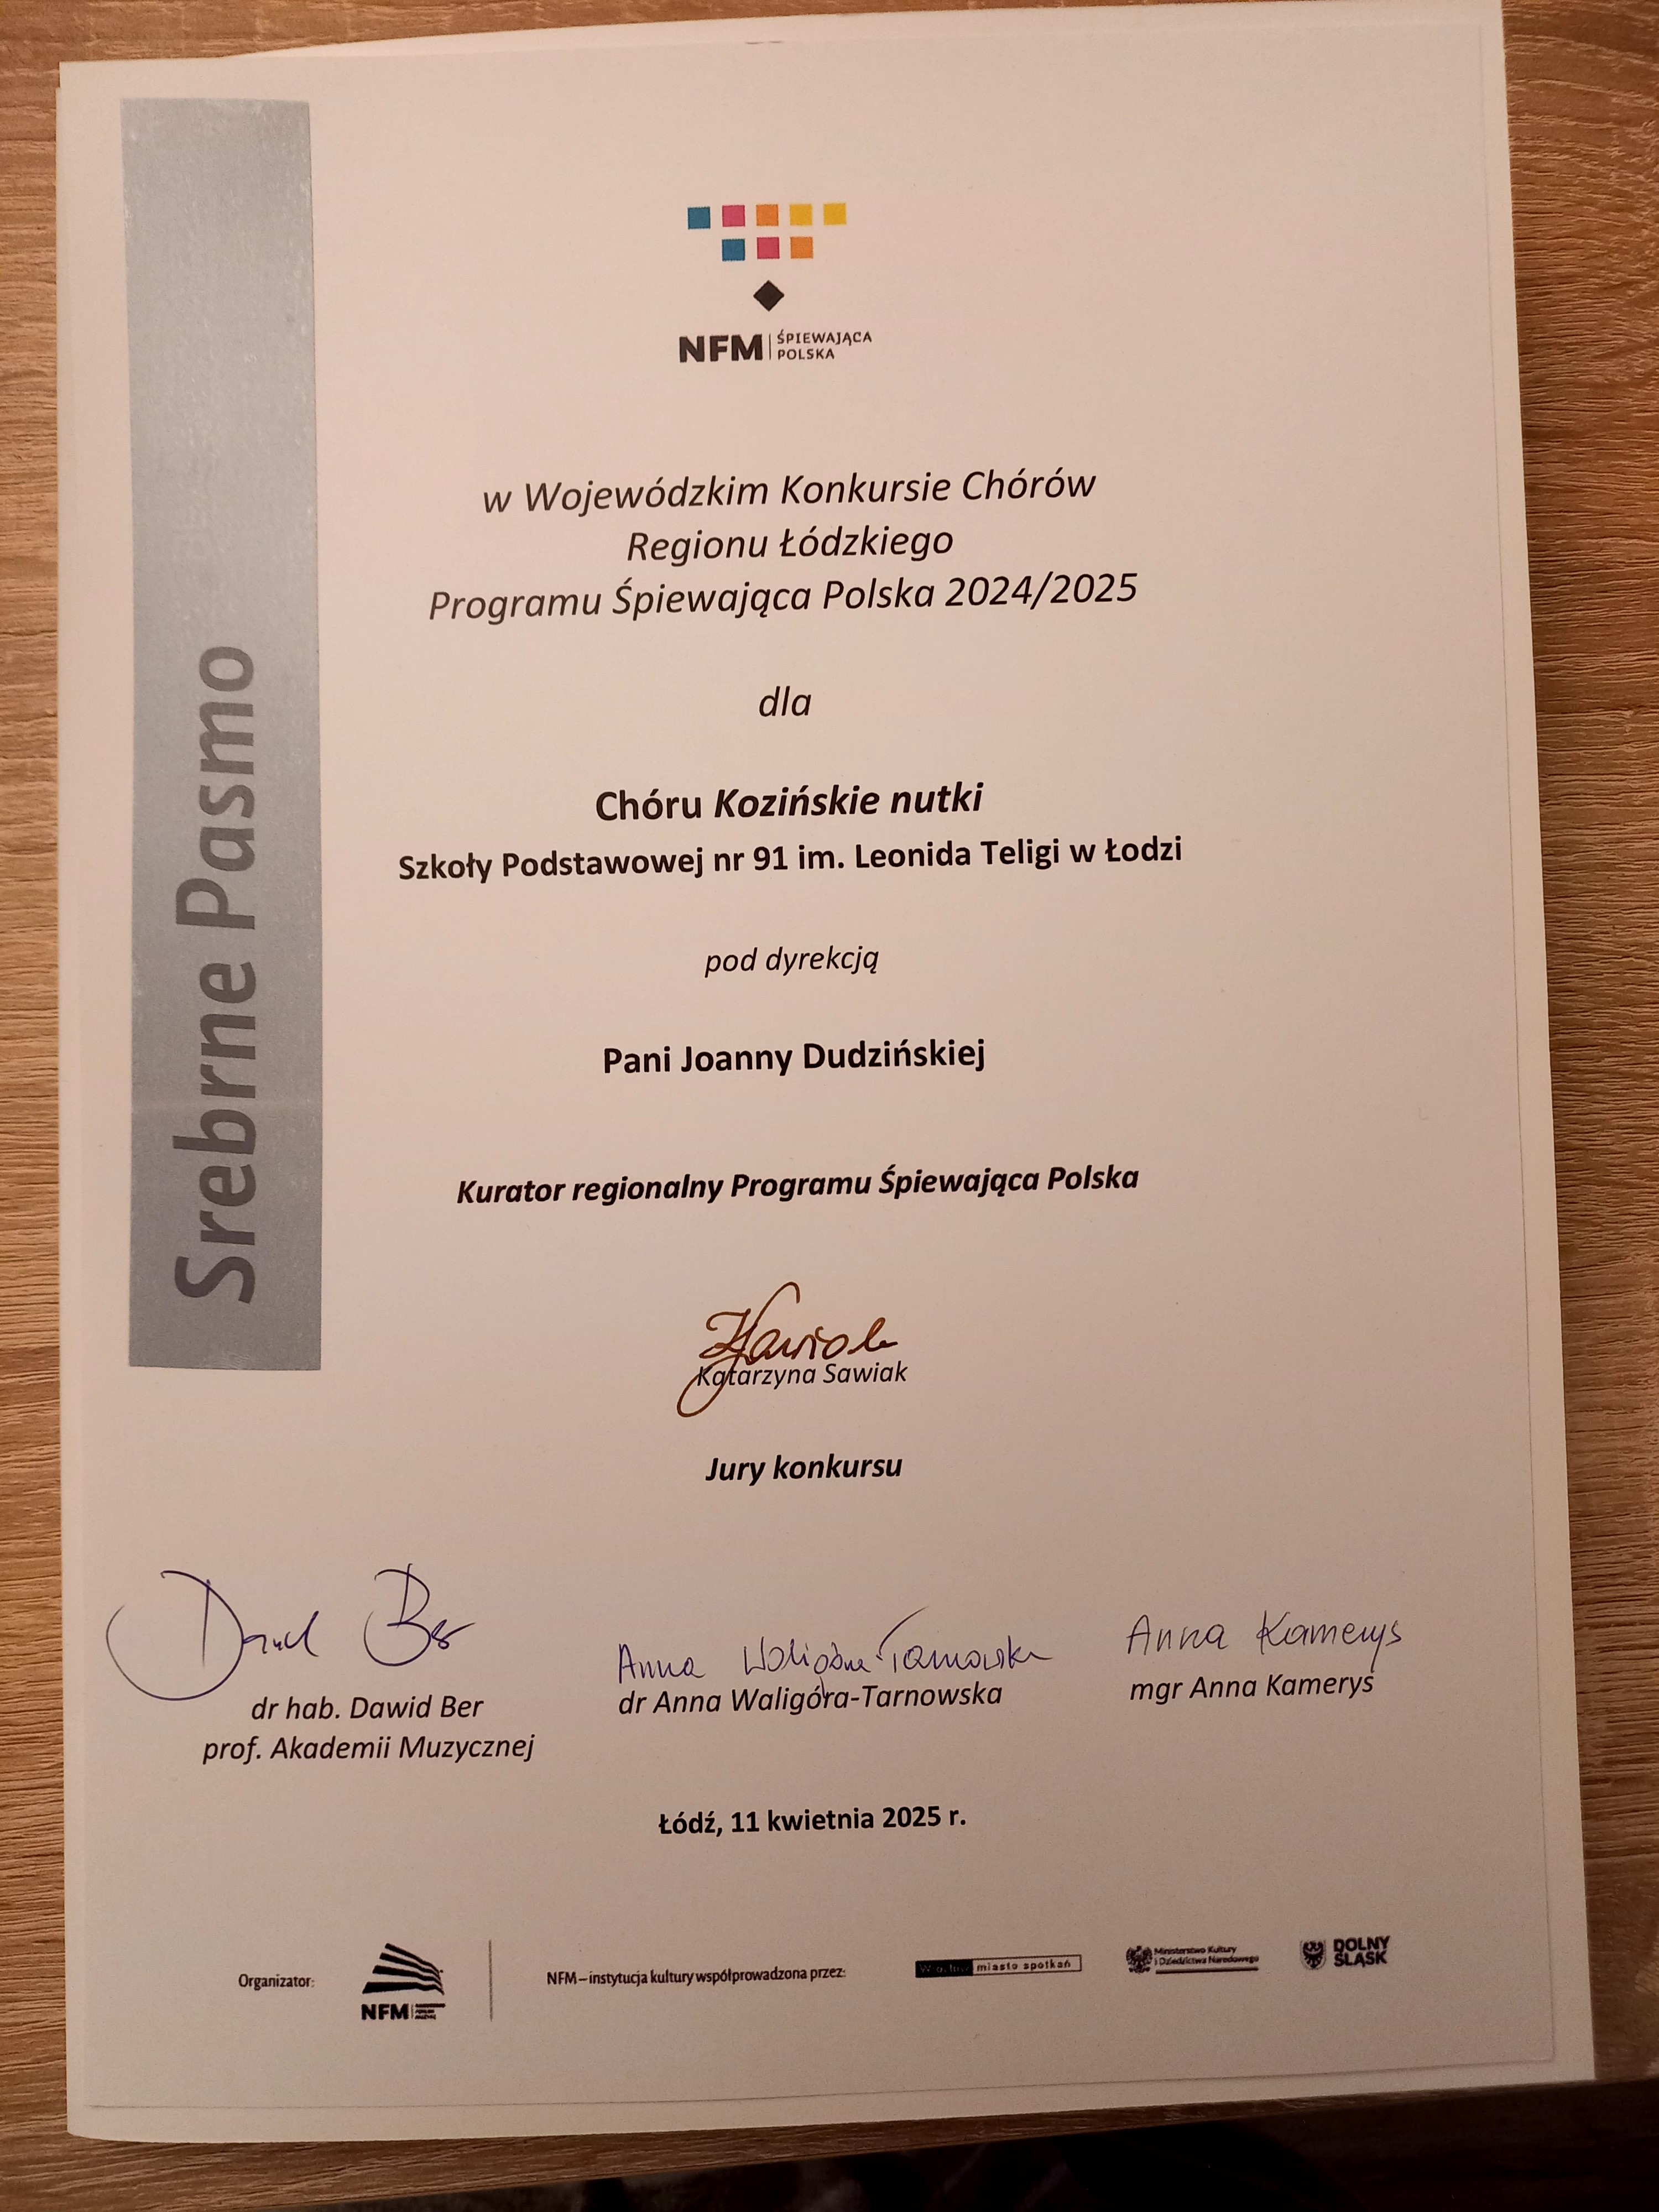 Srebrne Pasmo
NFM ŚPIEWAJĄCA
POLSKA
w Wojewódzkim Konkursie Chórów
Regionu Łódzkiego
Programu Śpiewająca Polska 2024/2025
dla
Chóru Kozińskie nutki
Szkoły Podstawowej nr 91 im. Leonida Teligi w Łodzi
pod dyrekcją
Pani Joanny Dudzińskiej
Kurator regionalny Programu Śpiewająca Polska
Katarzyna Sawiak
Jury konkursu
Dawid Ber
Anna Waligóra-Tarnowska
Anna Kamerys
dr hab. Dawid Ber
prof. Akademii Muzycznej
dr Anna Waligóra-Tarnowska
mgr Anna Kamerys
Łódź, 11 kwietnia 2025 r.
Organizator:
NFM
NFM – instytucja kultury współprowadzona przez:
miasto spotkań
Ministerstwo Kultury
i Dziedzictwa Narodowego
DOLNY
ŚLĄSK